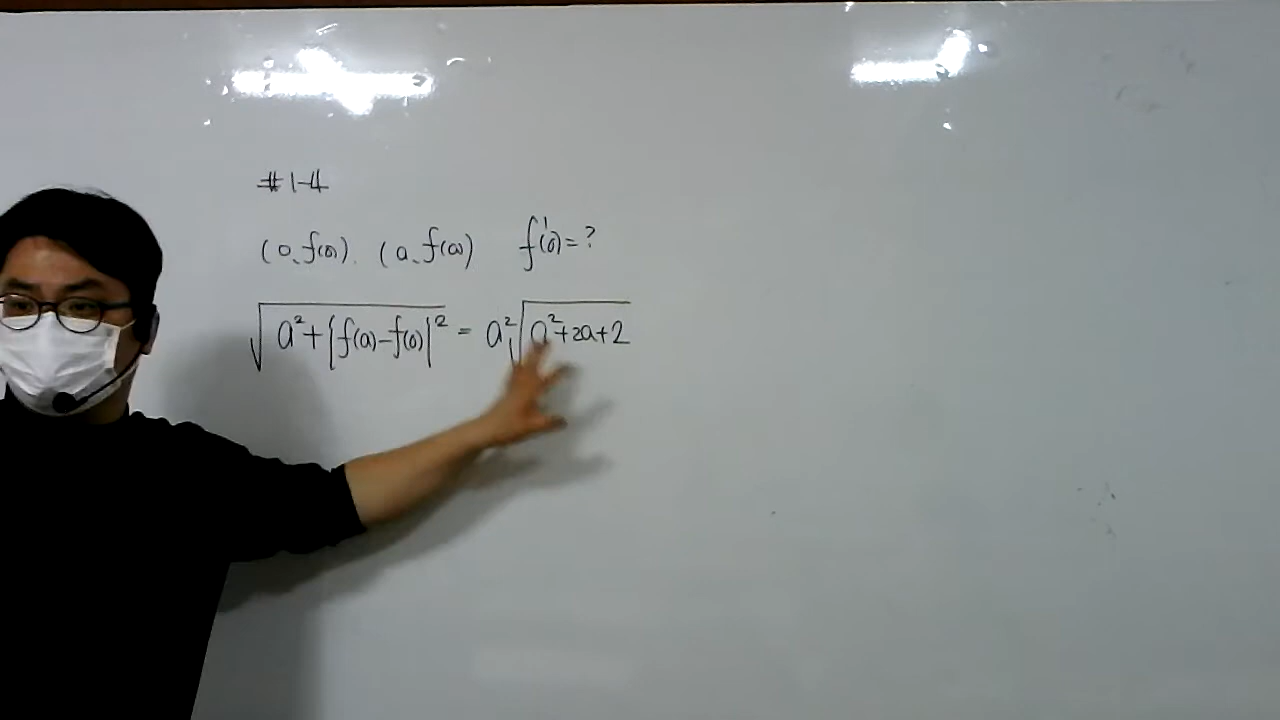 #1-4
(0, f(0)). (a, f(a)) f'(0)=?
√(a²+{f(a)-f(0)}²) = a²√(a²+2a+2)